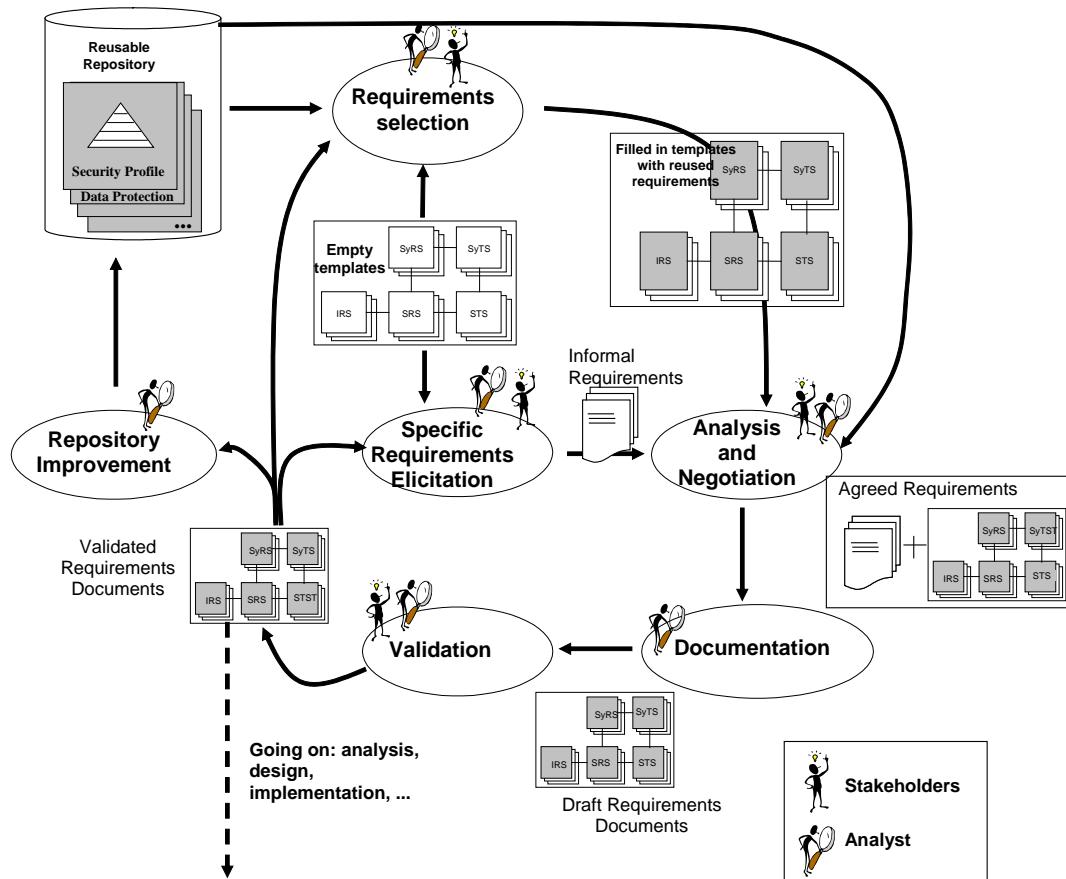 Reusable
Repository
Security Profile
Data Protection
•••
Requirements
selection
Filled in templates
with reused
requirements
SyRS
SyTS
IRS
SRS
STS
Empty
templates
SyRS
SyTS
IRS
SRS
STS
Informal
Requirements
Repository
Improvement
Specific
Requirements
Elicitation
Analysis
and
Negotiation
Agreed Requirements
SyRS
SyTST
IRS
SRS
STS
Validated
Requirements
Documents
SyRS
SyTS
IRS
SRS
STST
Validation
Documentation
SyRS
SyTS
IRS
SRS
STS
Draft Requirements
Documents
Going on: analysis,
design,
implementation, ...
Stakeholders
Analyst